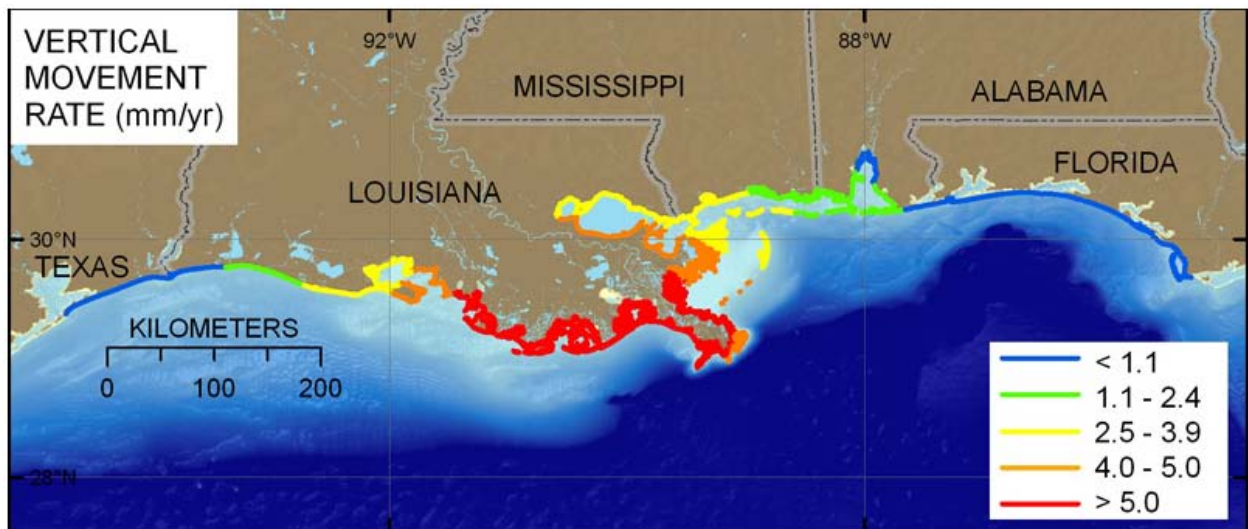 VERTICAL
MOVEMENT
RATE (mm/yr)
92°W
88°W
MISSISSIPPI
ALABAMA
FLORIDA
LOUISIANA
30°N
TEXAS
KILOMETERS
0 100 200
28°N
< 1.1
1.1 - 2.4
2.5 - 3.9
4.0 - 5.0
> 5.0